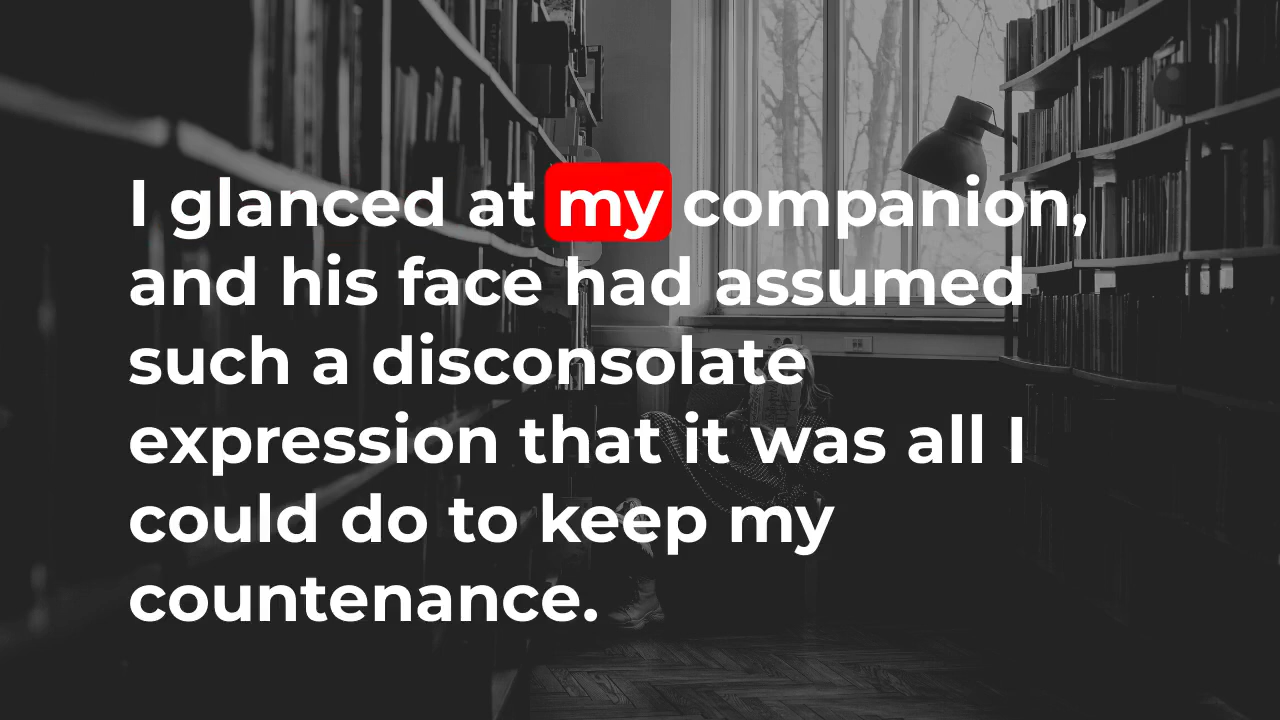 I glanced at my companion,
and his face had assumed
such a disconsolate
expression that it was all I
could do to keep my
countenance.